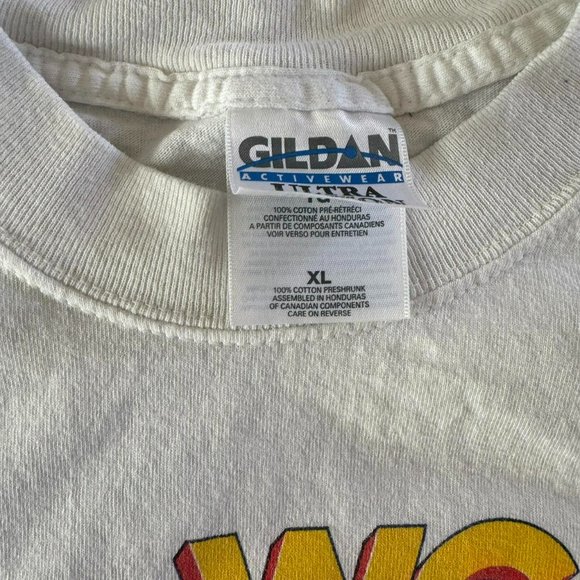 GILDAN™
ACTIVEWEAR
ULTRA
100% COTON PRÉ-RÉTRÉCI
CONFECTIONNÉ AU HONDURAS
A PARTIR DE COMPOSANTS CANADIENS
VOIR VERSO POUR ENTRETIEN
XL
100% COTTON PRESHRUNK
ASSEMBLED IN HONDURAS
OF CANADIAN COMPONENTS
CARE ON REVERSE